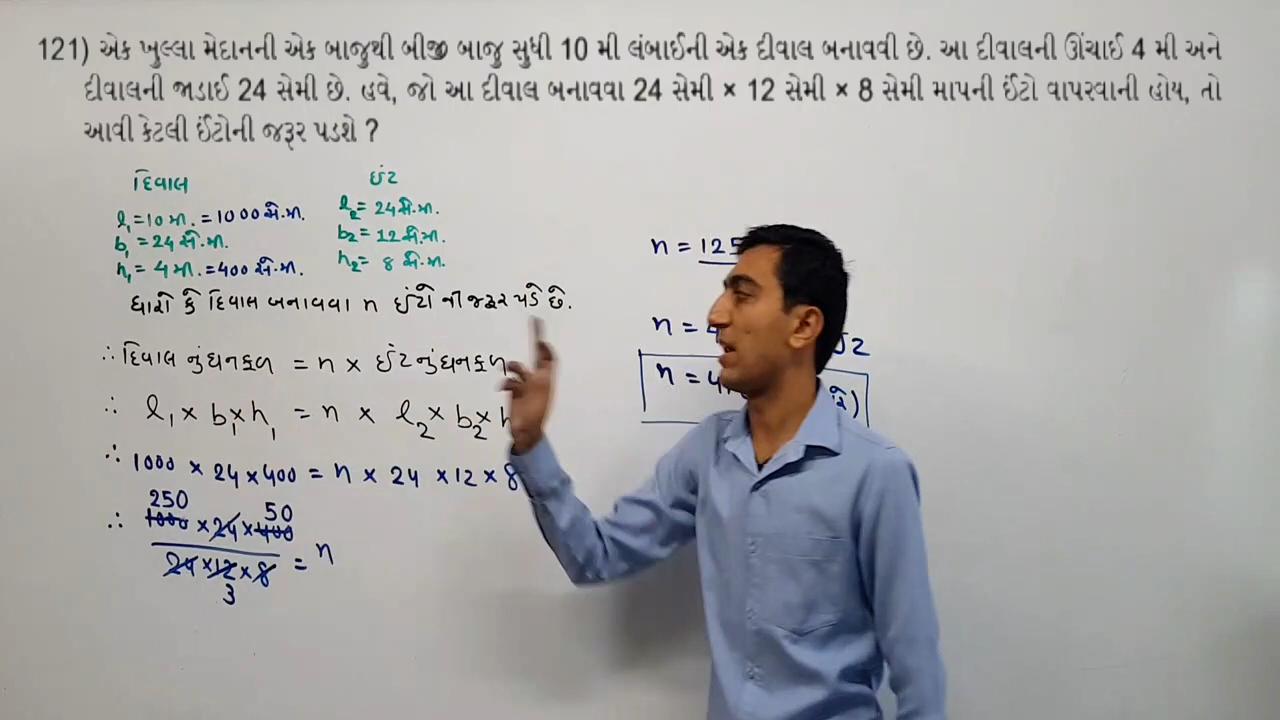 121) એક ખુલ્લા મેદાનની એક બાજુથી બીજી બાજુ સુધી 10 મી લંબાઈની એક દીવાલ બનાવવી છે. આ દીવાલની ઊંચાઈ 4 મી અને
દીવાલની જાડાઈ 24 સેમી છે. હવે, જો આ દીવાલ બનાવવા 24 સેમી × 12 સેમી × 8 સેમી માપની ઈંટો વાપરવાની હોય, તો
આવી કેટલી ઈંટોની જરૂર પડશે ?
દિવાલ
l₁ = 10 મી. = 1000 સે.મી.
b₁ = 24 સે.મી.
h₁ = 4 મી. = 400 સે.મી.
ઈંટ
l₂ = 24 સે.મી.
b₂ = 12 સે.મી.
h₂ = 8 સે.મી.
ધારો કે દિવાલ બનાવવા n ઈંટો ની જરૂર પડે છે.
∴ દિવાલ નું ઘનફળ = n × ઈંટ નું ઘનફળ
∴ l₁ × b₁ × h₁ = n × l₂ × b₂ × h
∴ 1000 × 24 × 400 = n × 24 × 12 × 8
250 50
∴ 1000 × 24 × 400
24 × 12 × 8 = n
3
n = 125
n = 4
n = 41